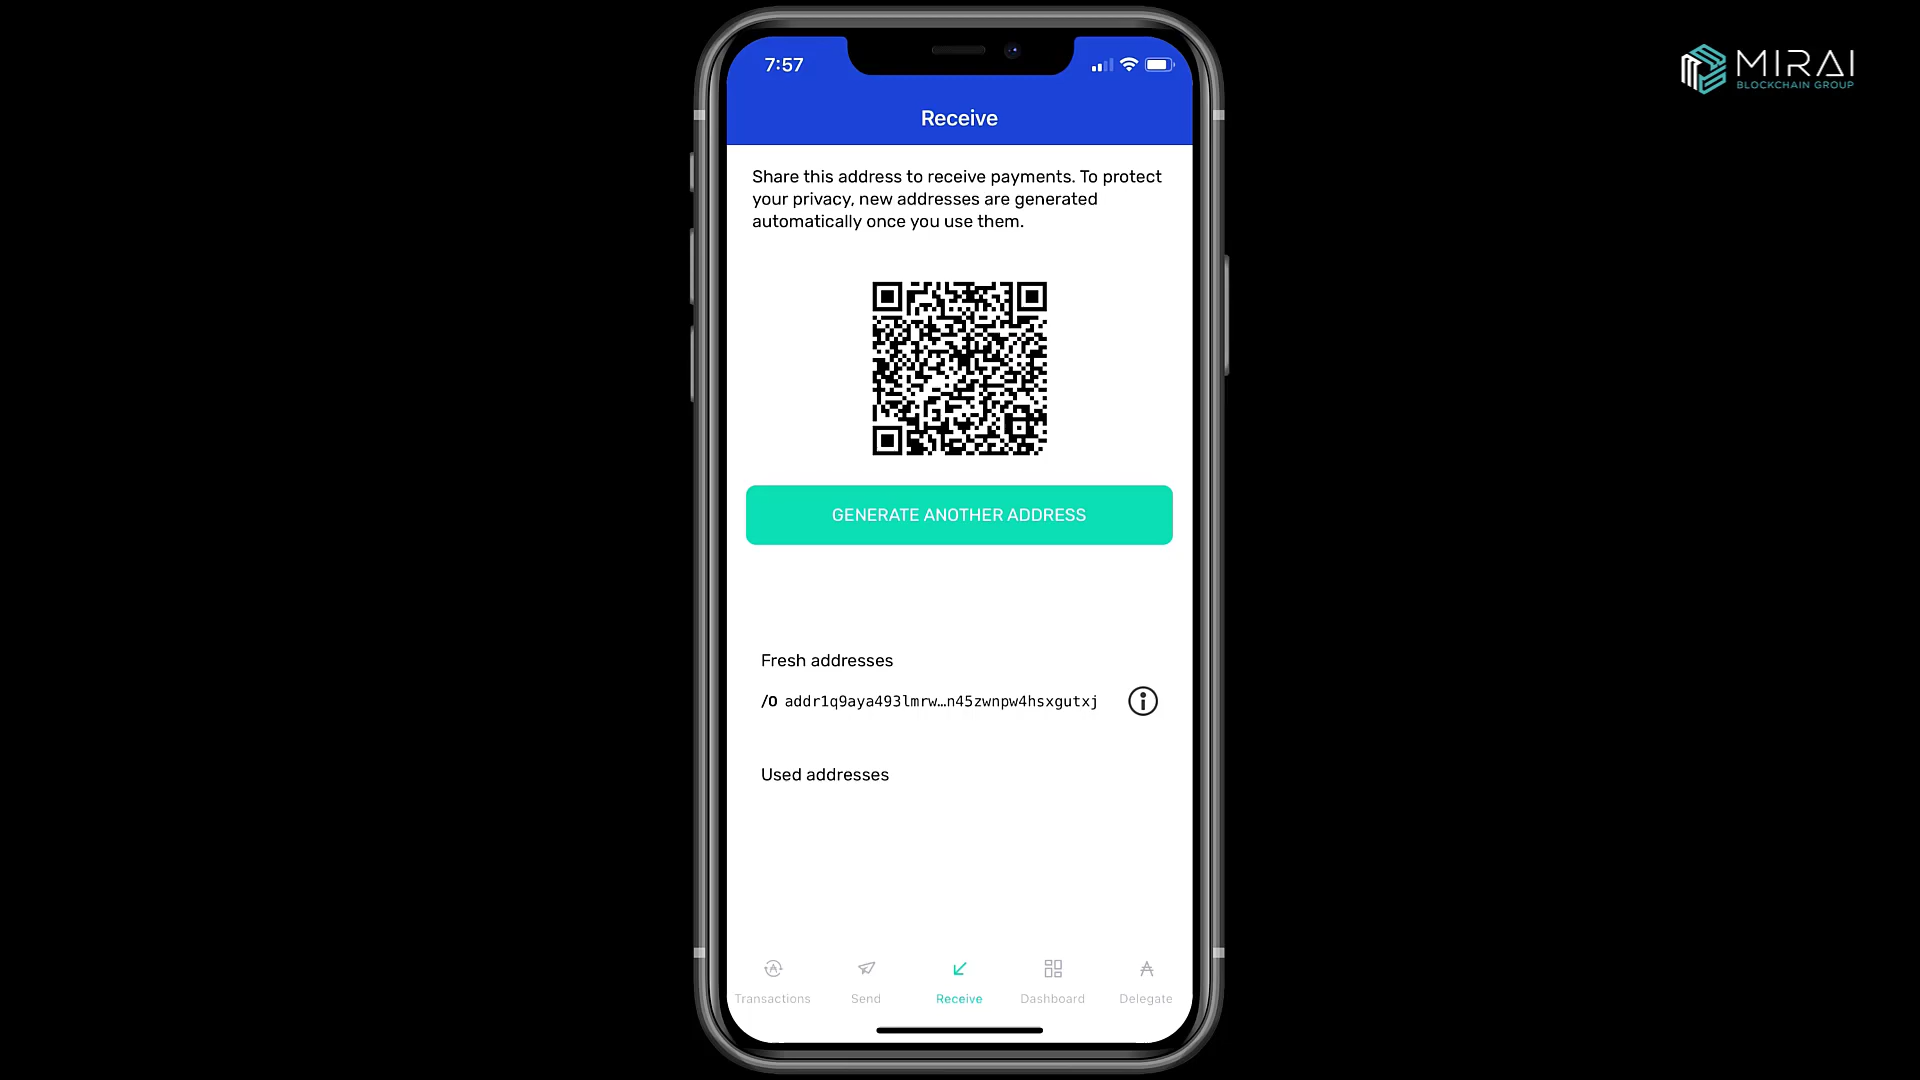 MIRAI
BLOCKCHAIN GROUP
7:57
Receive
Share this address to receive payments. To protect
your privacy, new addresses are generated
automatically once you use them.
GENERATE ANOTHER ADDRESS
Fresh addresses
/0 addr1q9aya493lmrw…n45zwnpw4hsxgutxj
Used addresses
Transactions Send Receive Dashboard Delegate